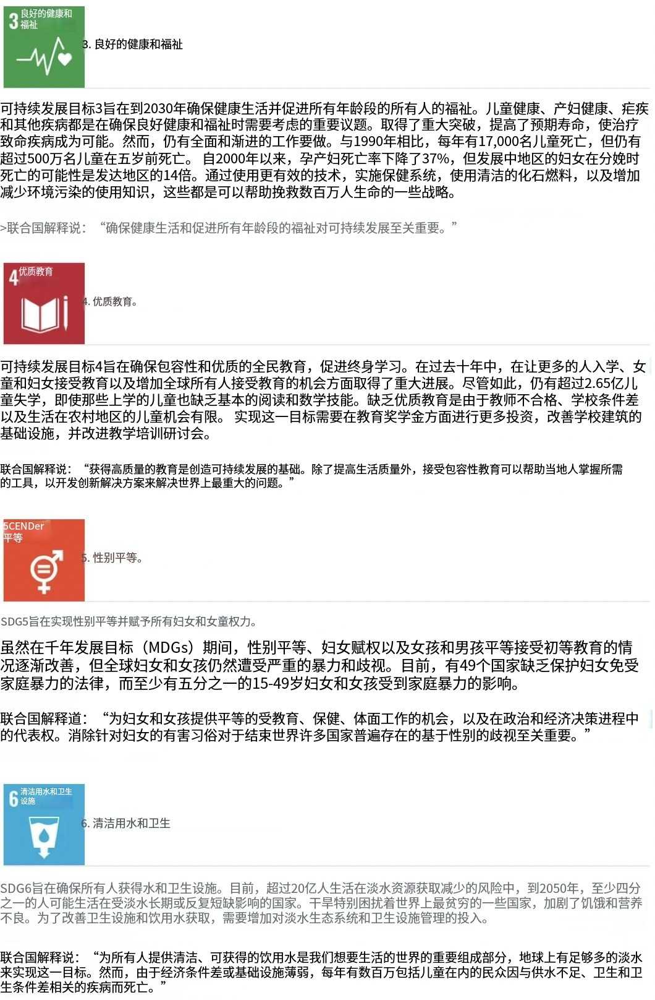 3 良好的健康和
福祉
3. 良好的健康和福祉
可持续发展目标3旨在到2030年确保健康生活并促进所有年龄段的所有人的福祉。儿童健康、产妇健康、疟疾
和其他疾病都是在确保良好健康和福祉时需要考虑的重要议题。取得了重大突破，提高了预期寿命，使治疗
致命疾病成为可能。然而，仍有全面和渐进的工作要做。与1990年相比，每年有17,000名儿童死亡，但仍有
超过500万名儿童在五岁前死亡。 自2000年以来，孕产妇死亡率下降了37%，但发展中地区的妇女在分娩时
死亡的可能性是发达地区的14倍。通过使用更有效的技术，实施保健系统，使用清洁的化石燃料，以及增加
减少环境污染的使用知识，这些都是可以帮助挽救数百万人生命的一些战略。
>联合国解释说：“确保健康生活和促进所有年龄段的福祉对可持续发展至关重要。”
4 优质教育
4. 优质教育。
可持续发展目标4旨在确保包容性和优质的全民教育，促进终身学习。在过去十年中，在让更多的人入学、女
童和妇女接受教育以及增加全球所有人接受教育的机会方面取得了重大进展。尽管如此，仍有超过2.65亿儿
童失学，即使那些上学的儿童也缺乏基本的阅读和数学技能。缺乏优质教育是由于教师不合格、学校条件差
以及生活在农村地区的儿童机会有限。 实现这一目标需要在教育奖学金方面进行更多投资，改善学校建筑的
基础设施，并改进教学培训研讨会。
联合国解释说：“获得高质量的教育是创造可持续发展的基础。除了提高生活质量外，接受包容性教育可以帮助当地人掌握所需
的工具，以开发创新解决方案来解决世界上最重大的问题。”
5CENDer
平等
5. 性别平等。
SDG5旨在实现性别平等并赋予所有妇女和女童权力。
虽然在千年发展目标（MDGs）期间，性别平等、妇女赋权以及女孩和男孩平等接受初等教育的情
况逐渐改善，但全球妇女和女孩仍然遭受严重的暴力和歧视。目前，有49个国家缺乏保护妇女免受
家庭暴力的法律，而至少有五分之一的15-49岁妇女和女孩受到家庭暴力的影响。
联合国解释道：“为妇女和女孩提供平等的受教育、保健、体面工作的机会，以及在政治和经济决策进程中
的代表权。消除针对妇女的有害习俗对于结束世界许多国家普遍存在的基于性别的歧视至关重要。”
6 清洁用水和卫生
设施
6. 清洁用水和卫生
SDG6旨在确保所有人获得水和卫生设施。目前，超过20亿人生活在淡水资源获取减少的风险中，到2050年，至少四分
之一的人可能生活在受淡水长期或反复短缺影响的国家。干旱特别困扰着世界上最贫穷的一些国家，加剧了饥饿和营养
不良。为了改善卫生设施和饮用水获取，需要增加对淡水生态系统和卫生设施管理的投入。
联合国解释说：“为所有人提供清洁、可获得的饮用水是我们想要生活的世界的重要组成部分，地球上有足够多的淡水
来实现这一目标。然而，由于经济条件差或基础设施薄弱，每年有数百万包括儿童在内的民众因与供水不足、卫生和卫
生条件差相关的疾病而死亡。”